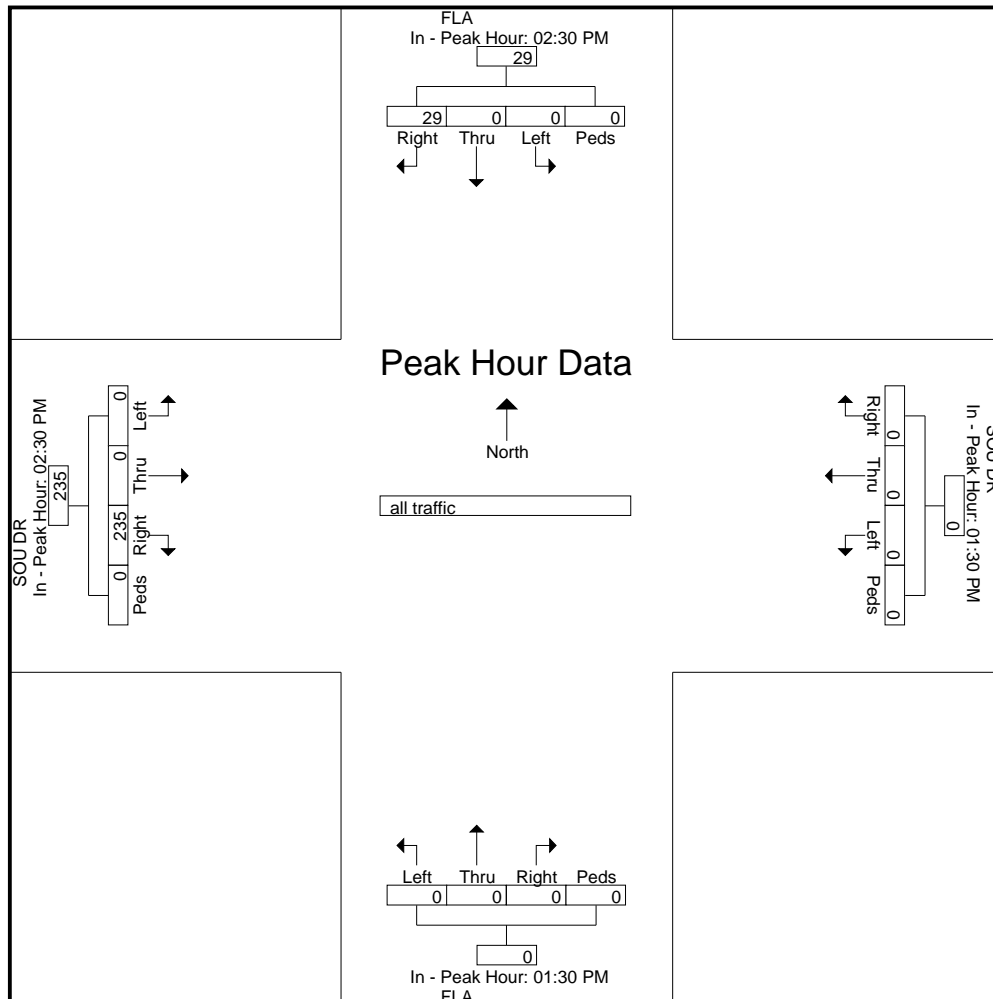 FLA
In - Peak Hour: 02:30 PM
29
29 0 0 0
Right Thru Left Peds
Peak Hour Data
North
all traffic
SOU DR
In - Peak Hour: 02:30 PM
235
0 0 235 0
Left Thru Right Peds
SOU DR
In - Peak Hour: 01:30 PM
0
0 0 0 0
Right Thru Left Peds
Left Thru Right Peds
0 0 0 0
0
In - Peak Hour: 01:30 PM
FLA